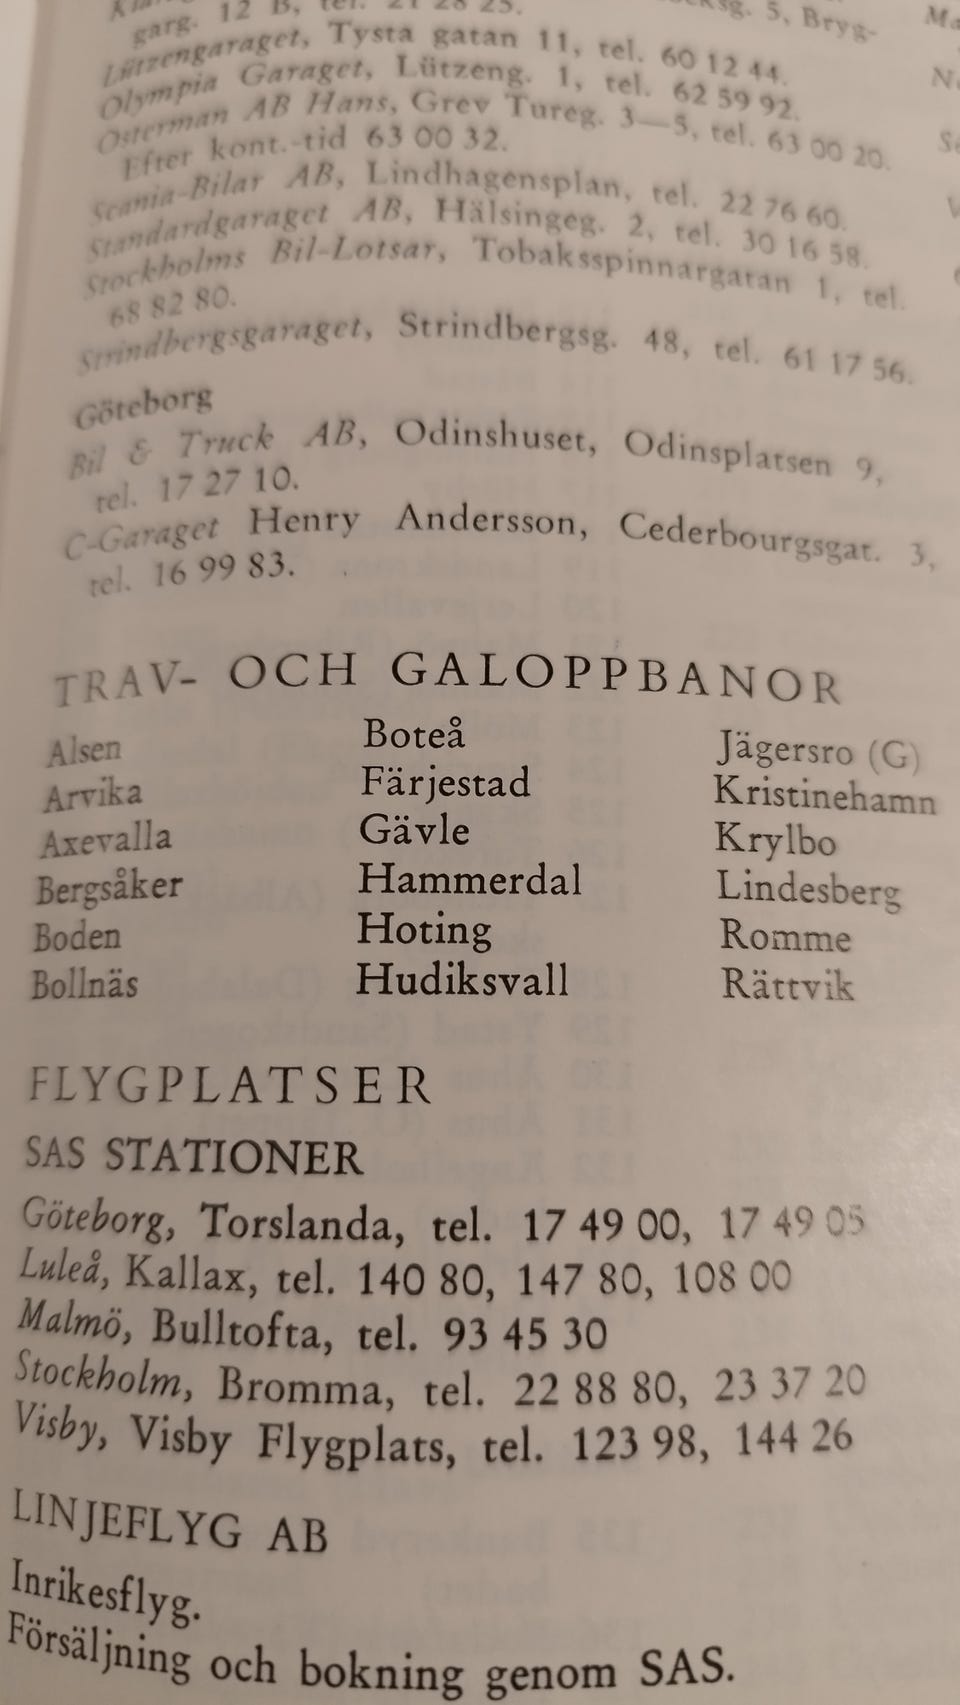 garg. 12 B, tel. 21 28 25.
sg. 5, Bryg-
Lützengaraget, Tysta gatan 11, tel. 60 12 44.
Olympia Garaget, Lützeng. 1, tel. 62 59 92.
Osterman AB Hans, Grev Tureg. 3—5, tel. 63 00 20.
Efter kont.-tid 63 00 32.
Scania-Bilar AB, Lindhagensplan, tel. 22 76 60.
Standardgaraget AB, Hälsingeg. 2, tel. 30 16 58.
Stockholms Bil-Lotsar, Tobaksspinnargatan 1, tel.
68 82 80.
Strindbergsgaraget, Strindbergsg. 48, tel. 61 17 56.
Göteborg
Bil & Truck AB, Odinshuset, Odinsplatsen 9,
tel. 17 27 10.
C-Garaget Henry Andersson, Cederbourgsgat. 3,
tel. 16 99 83.
TRAV- OCH GALOPPBANOR
Alsen
Arvika
Axevalla
Bergsåker
Boden
Bollnäs
Boteå
Färjestad
Gävle
Hammerdal
Hoting
Hudiksvall
Jägersro (G)
Kristinehamn
Krylbo
Lindesberg
Romme
Rättvik
FLYGPLATSER
SAS STATIONER
Göteborg, Torslanda, tel. 17 49 00, 17 49 05
Luleå, Kallax, tel. 140 80, 147 80, 108 00
Malmö, Bulltofta, tel. 93 45 30
Stockholm, Bromma, tel. 22 88 80, 23 37 20
Visby, Visby Flygplats, tel. 123 98, 144 26
LINJEFLYG AB
Inrikesflyg.
Försäljning och bokning genom SAS.